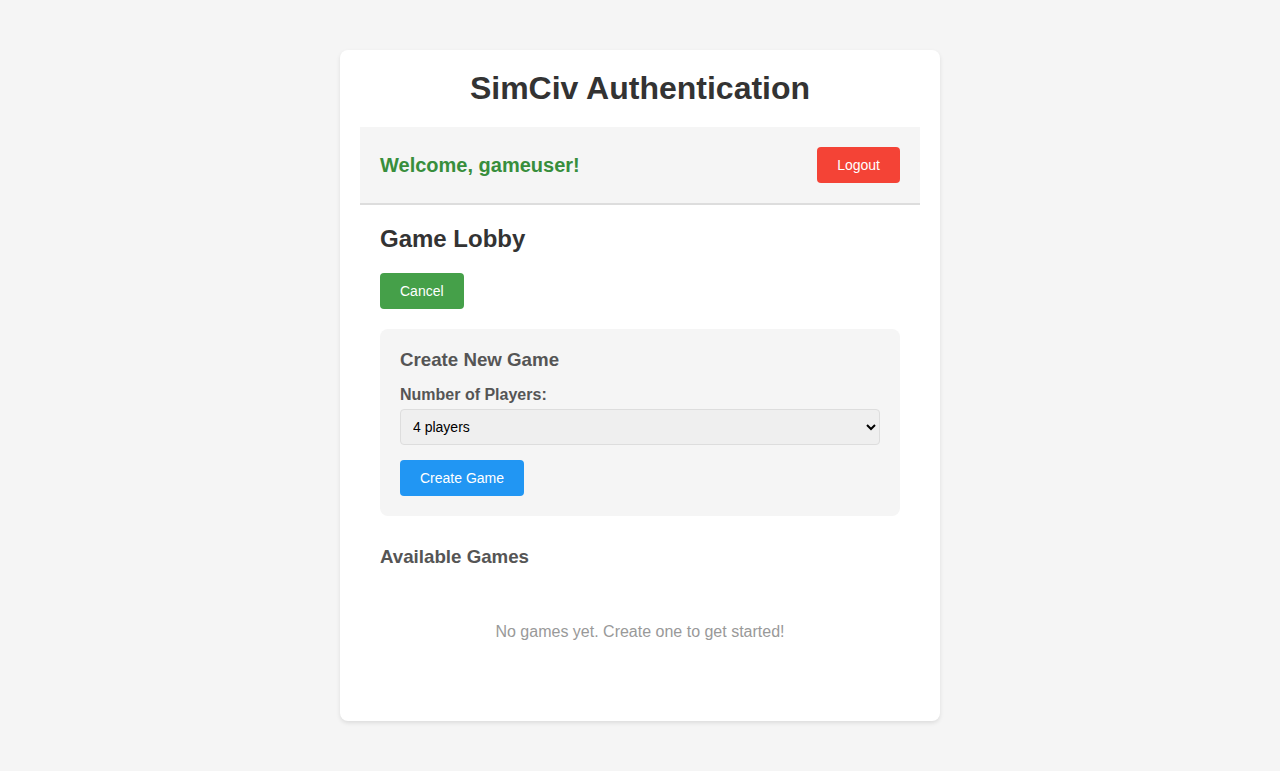 SimCiv Authentication
Welcome, gameuser!
Logout
Game Lobby
Cancel
Create New Game
Number of Players:
4 players
Create Game
Available Games
No games yet. Create one to get started!